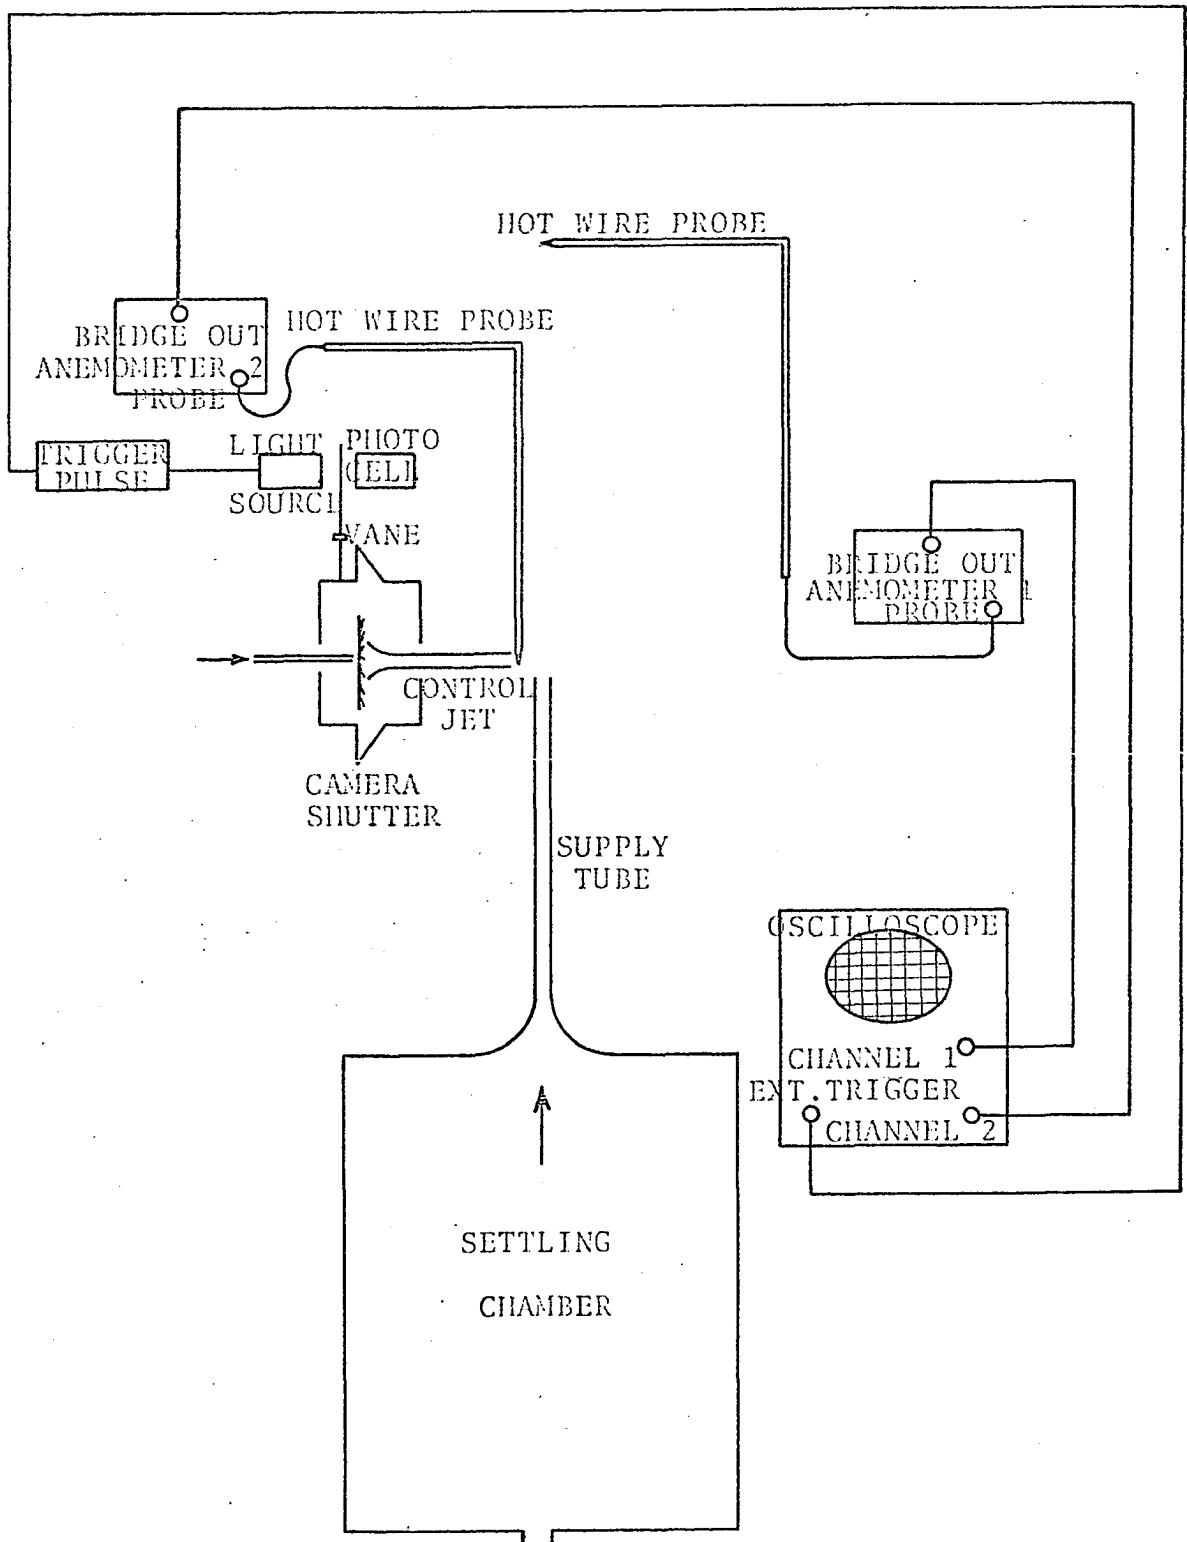 HOT WIRE PROBE
HOT WIRE PROBE
BRIDGE OUT
ANEMOMETER 2
PROBE
LIGHT
SOURCE
PHOTO
CELL
TRIGGER
PULSE
VANE
BRIDGE OUT
ANEMOMETER 1
PROBE
CONTROL
JET
CAMERA
SHUTTER
SUPPLY
TUBE
OSCILLOSCOPE
CHANNEL 1
EXT.TRIGGER
CHANNEL 2
SETTLING
CHAMBER